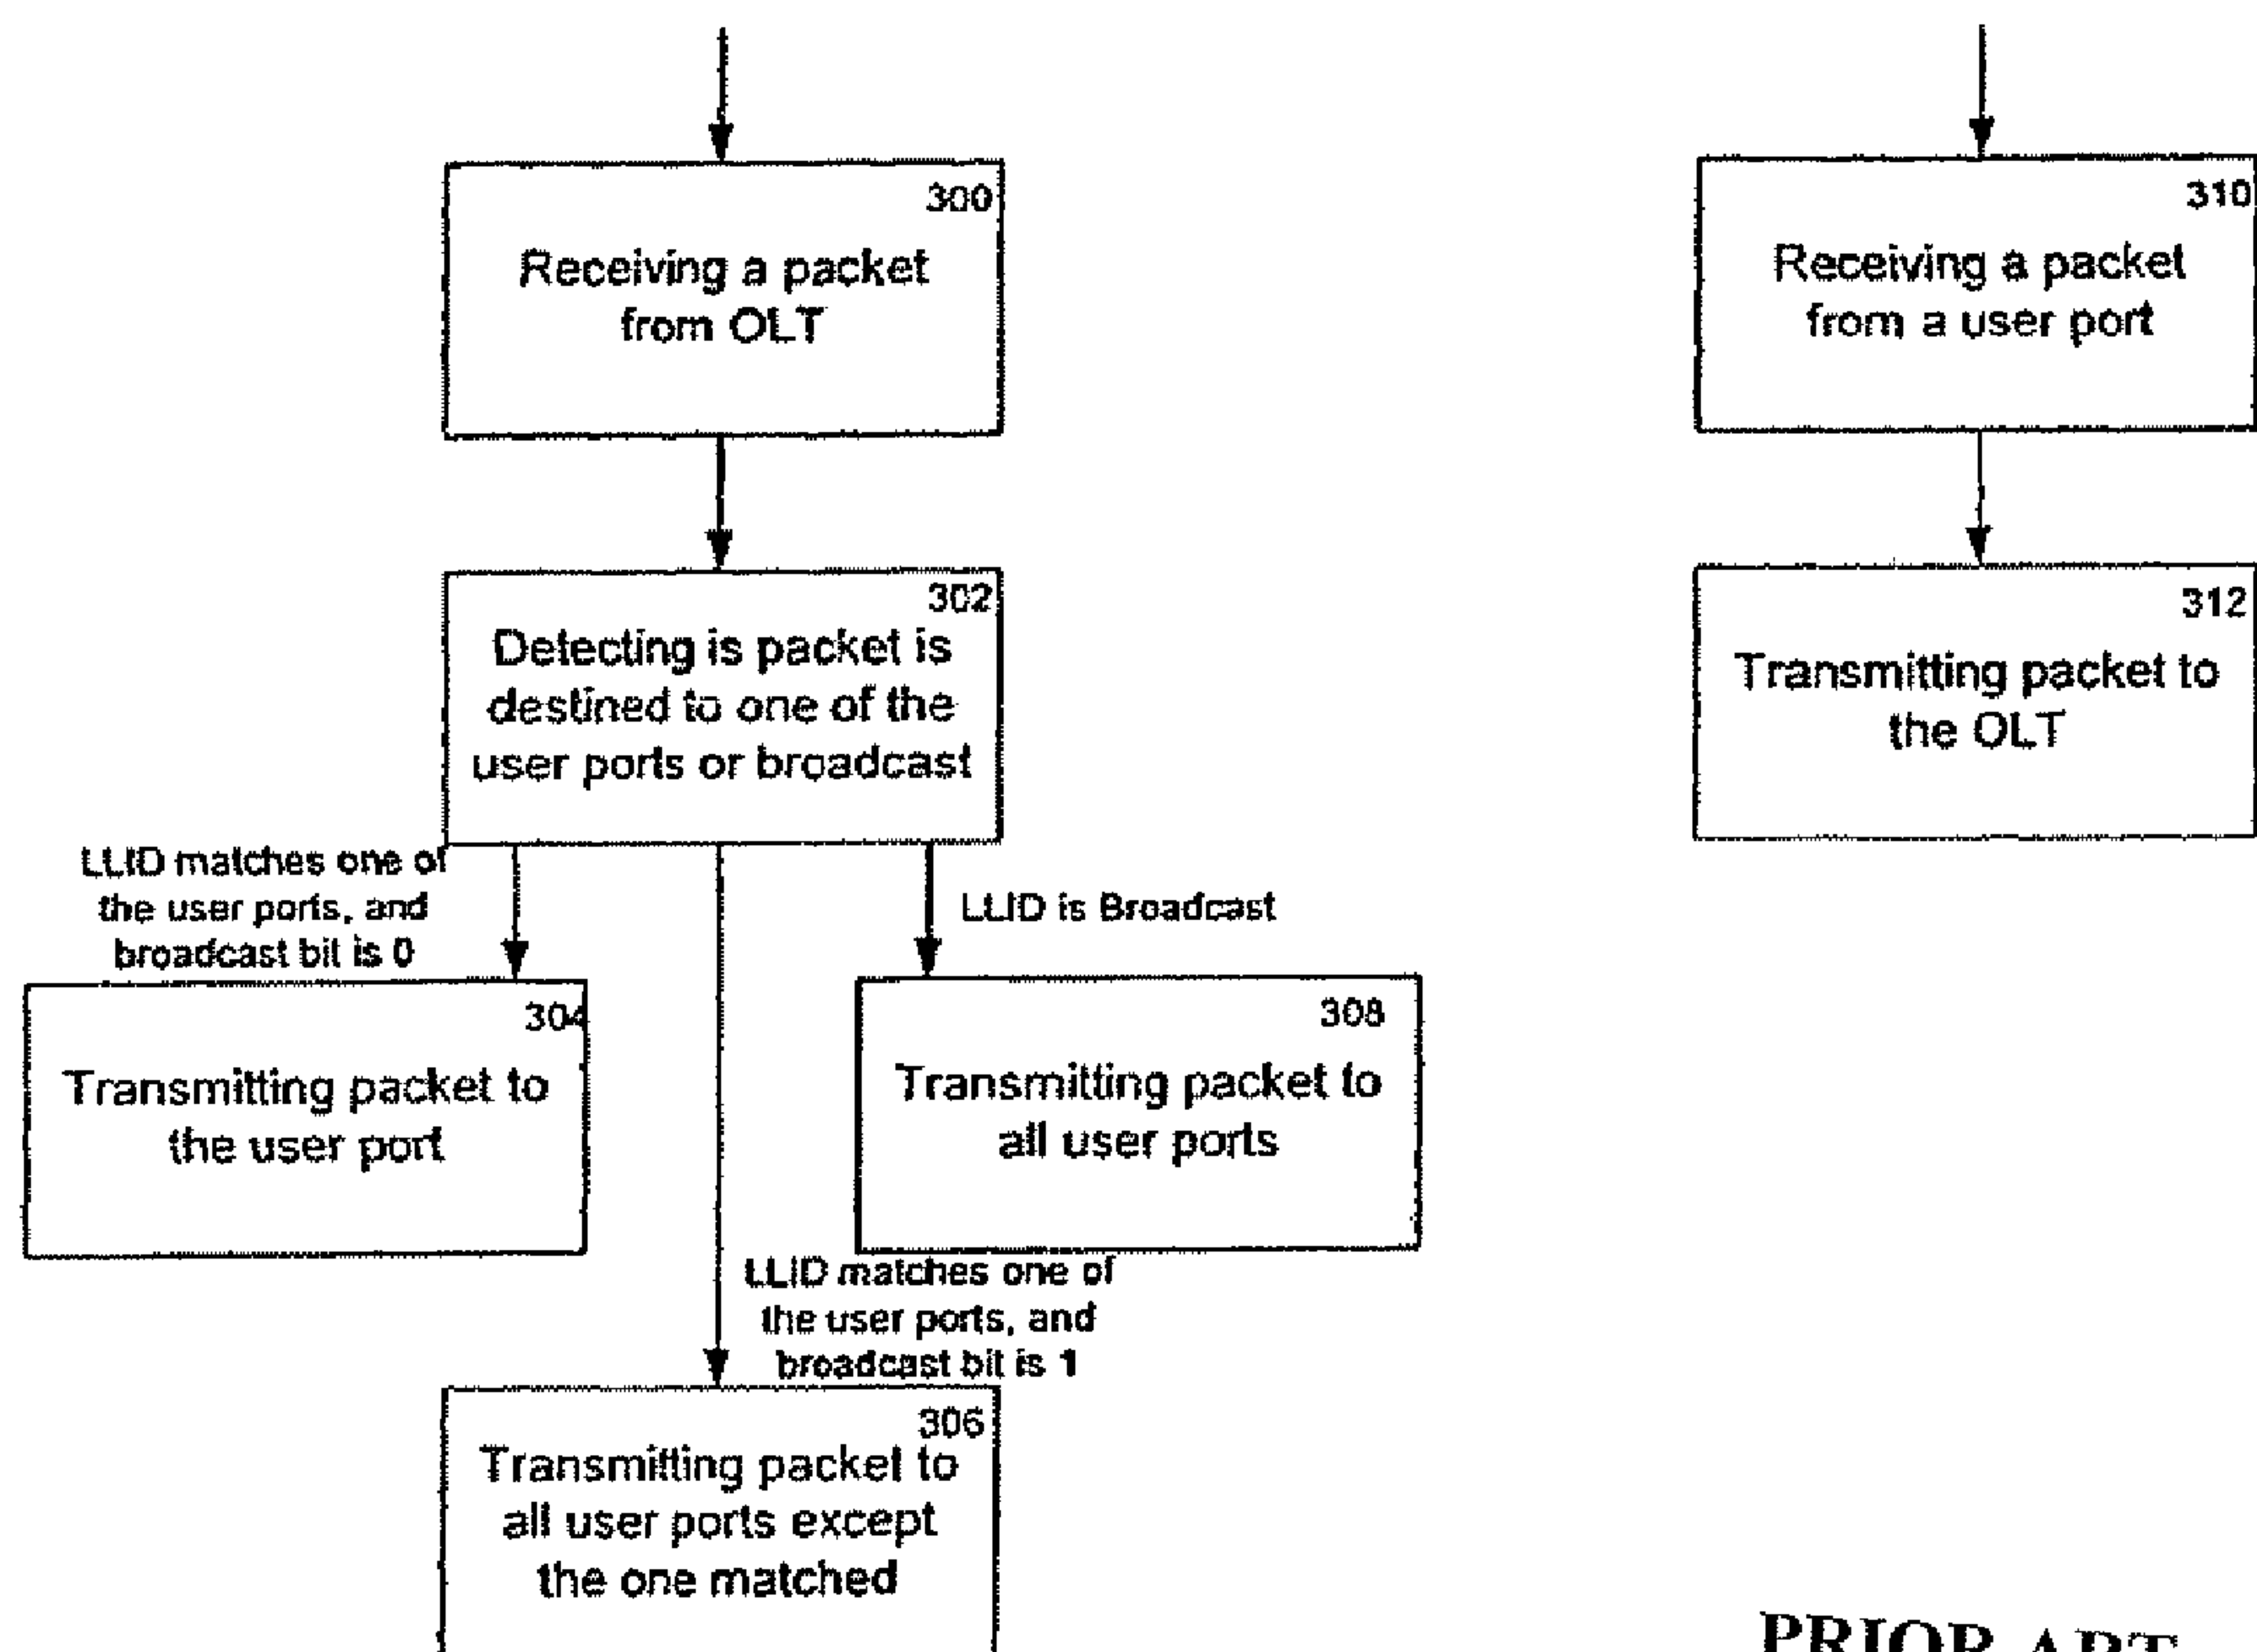 300
Receiving a packet
from OLT
302
Detecting is packet is
destined to one of the
user ports or broadcast
LLID matches one of
the user ports, and
broadcast bit is 0
LLID is Broadcast
304
Transmitting packet to
the user port
308
Transmitting packet to
all user ports
LLID matches one of
the user ports, and
broadcast bit is 1
306
Transmitting packet to
all user ports except
the one matched
310
Receiving a packet
from a user port
312
Transmitting packet to
the OLT
PRIOR ART